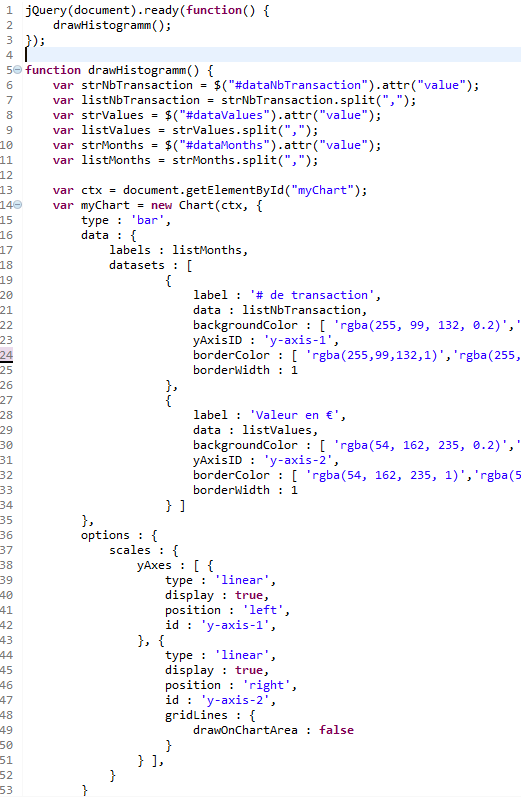 1 jQuery(document).ready(function() {
2 drawHistogramm();
3 });
4
5 function drawHistogramm() {
6 var strNbTransaction = $("#dataNbTransaction").attr("value");
7 var listNbTransaction = strNbTransaction.split(",");
8 var strValues = $("#dataValues").attr("value");
9 var listValues = strValues.split(",");
10 var strMonths = $("#dataMonths").attr("value");
11 var listMonths = strMonths.split(",");
12
13 var ctx = document.getElementById("myChart");
14 var myChart = new Chart(ctx, {
15 type : 'bar',
16 data : {
17 labels : listMonths,
18 datasets : [
19 {
20 label : '# de transaction',
21 data : listNbTransaction,
22 backgroundColor : [ 'rgba(255, 99, 132, 0.2)','
23 yAxisID : 'y-axis-1',
24 borderColor : [ 'rgba(255,99,132,1)','rgba(255,
25 borderWidth : 1
26 },
27 {
28 label : 'Valeur en €',
29 data : listValues,
30 backgroundColor : [ 'rgba(54, 162, 235, 0.2)','
31 yAxisID : 'y-axis-2',
32 borderColor : [ 'rgba(54, 162, 235, 1)','rgba(5
33 borderWidth : 1
34 } ]
35 },
36 options : {
37 scales : {
38 yAxes : [ {
39 type : 'linear',
40 display : true,
41 position : 'left',
42 id : 'y-axis-1',
43 }, {
44 type : 'linear',
45 display : true,
46 position : 'right',
47 id : 'y-axis-2',
48 gridLines : {
49 drawOnChartArea : false
50 }
51 } ],
52 }
53 }